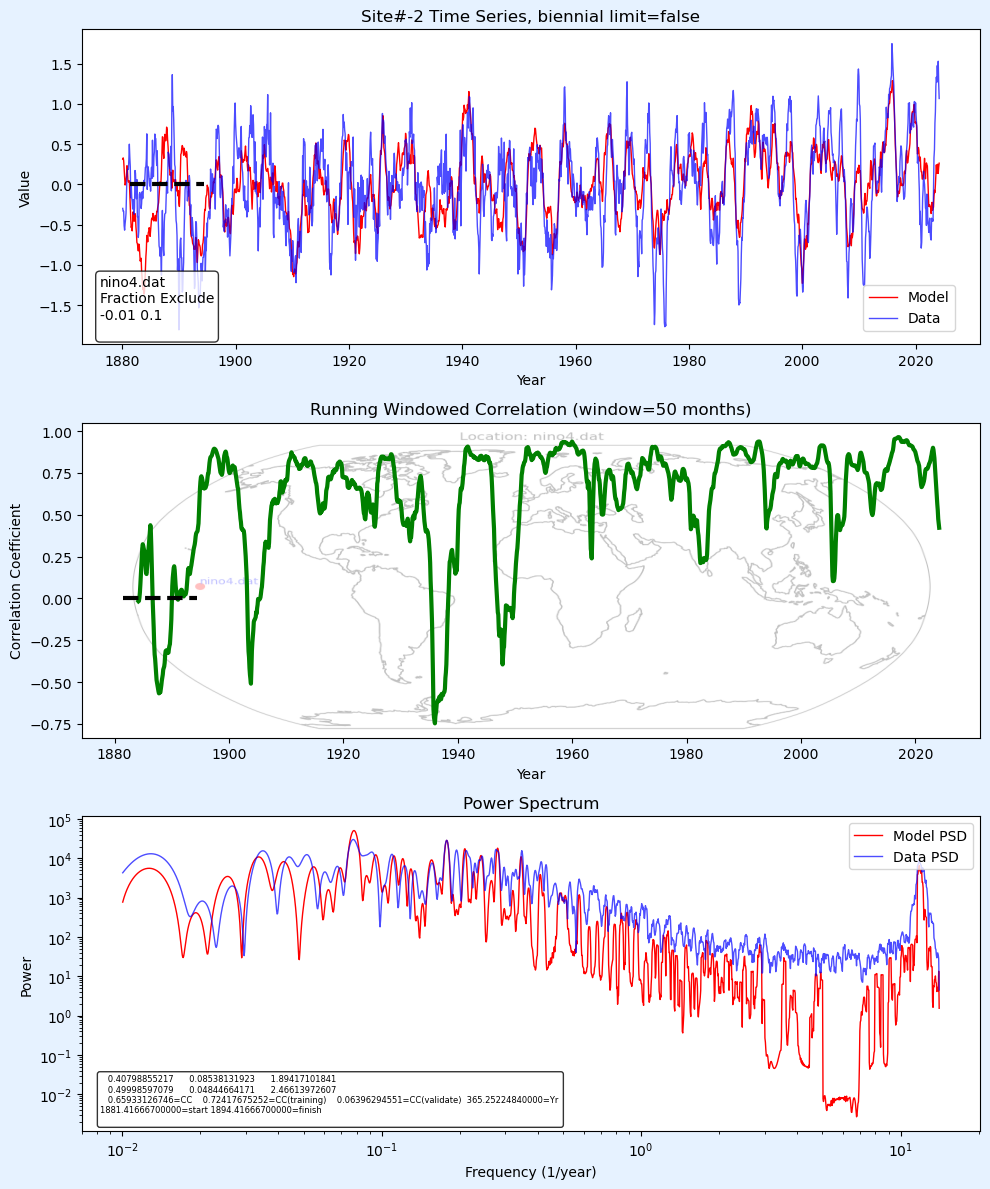 Site#-2 Time Series, biennial limit=false
Value
1.5
1.0
0.5
0.0
−0.5
−1.0
−1.5
nino4.dat
Fraction Exclude
-0.01 0.1
Model
Data
1880 1900 1920 1940 1960 1980 2000 2020
Year
Running Windowed Correlation (window=50 months)
Location: nino4.dat
Correlation Coefficient
1.00
0.75
0.50
0.25
0.00
−0.25
−0.50
−0.75
nino4.dat
1880 1900 1920 1940 1960 1980 2000 2020
Year
Power Spectrum
Power
10^5
10^4
10^3
10^2
10^1
10^0
10^−1
10^−2
Model PSD
Data PSD
0.40798855217 0.08538131923 1.89417101841
0.49998597079 0.04844664171 2.46613972607
0.65933126746=CC 0.72417675252=CC(training) 0.06396294551=CC(validate) 365.25224840000=Yr
1881.41666700000=start 1894.41666700000=finish
10^−2 10^−1 10^0 10^1
Frequency (1/year)